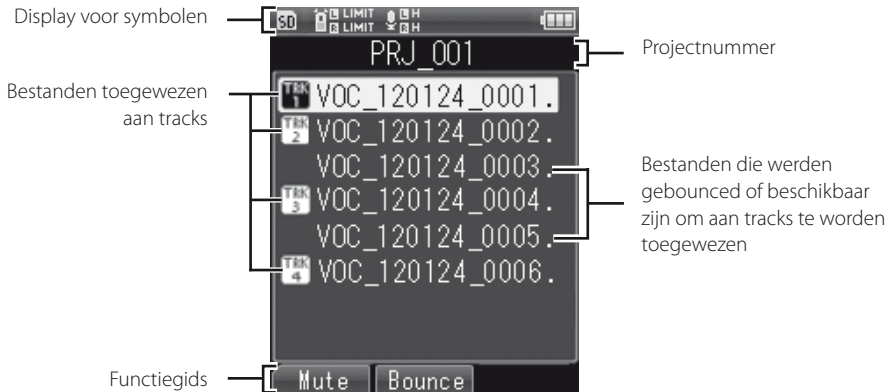 Display voor symbolen
SD L LIMIT L H
R LIMIT R H
PRJ_001
Projectnummer
Bestanden toegewezen
aan tracks
TRK 1 VOC_120124_0001.
TRK 2 VOC_120124_0002.
VOC_120124_0003.
TRK 3 VOC_120124_0004.
VOC_120124_0005.
TRK 4 VOC_120124_0006.
Bestanden die werden
gebounced of beschikbaar
zijn om aan tracks te worden
toegewezen
Functiegids
Mute Bounce